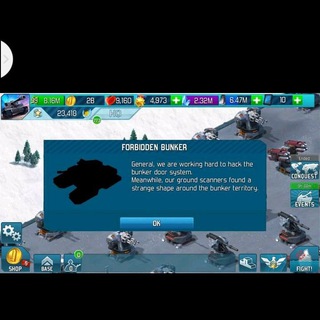 8.16M 28 9,160 4,973 2.32M 6.47M 10
23,418
FORBIDDEN BUNKER
General, we are working hard to hack the
bunker door system.
Meanwhile, our ground scanners found a
strange shape around the bunker territory
OK
CONQUEST
EVENTS
SHOP
BASE
FIGHT!